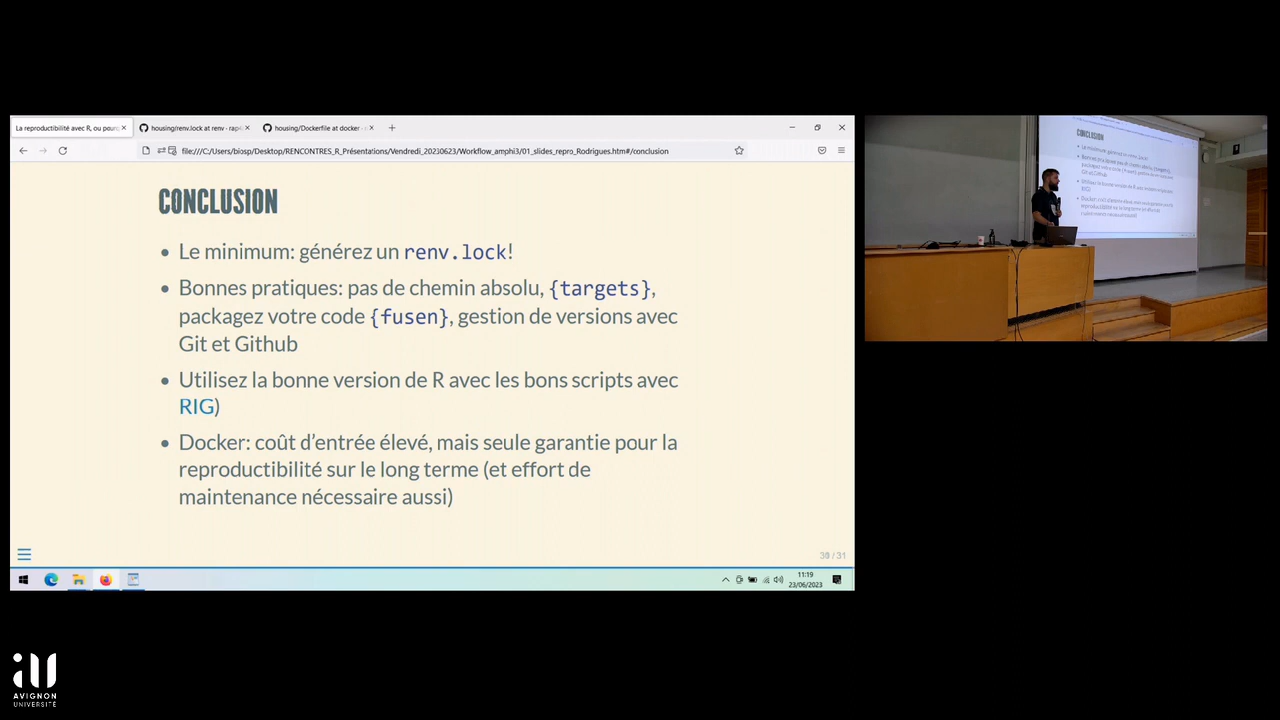 La reproductibilité avec R, ou pourq
housing/renv.lock at renv · rap4
housing/Dockerfile at docker · r
file:///C:/Users/biosp/Desktop/RENCONTRES_R_Présentations/Vendredi_20230623/Workflow_amphi3/01_slides_repro_Rodrigues.htm#/conclusion
CONCLUSION
Le minimum: générez un renv.lock!
Bonnes pratiques: pas de chemin absolu, {targets},
packagez votre code {fusen}, gestion de versions avec
Git et Github
Utilisez la bonne version de R avec les bons scripts avec
RIG)
Docker: coût d'entrée élevé, mais seule garantie pour la
reproductibilité sur le long terme (et effort de
maintenance nécessaire aussi)
30 / 31
11:19
23/06/2023
CONCLUSION
AVIGNON
UNIVERSITÉ